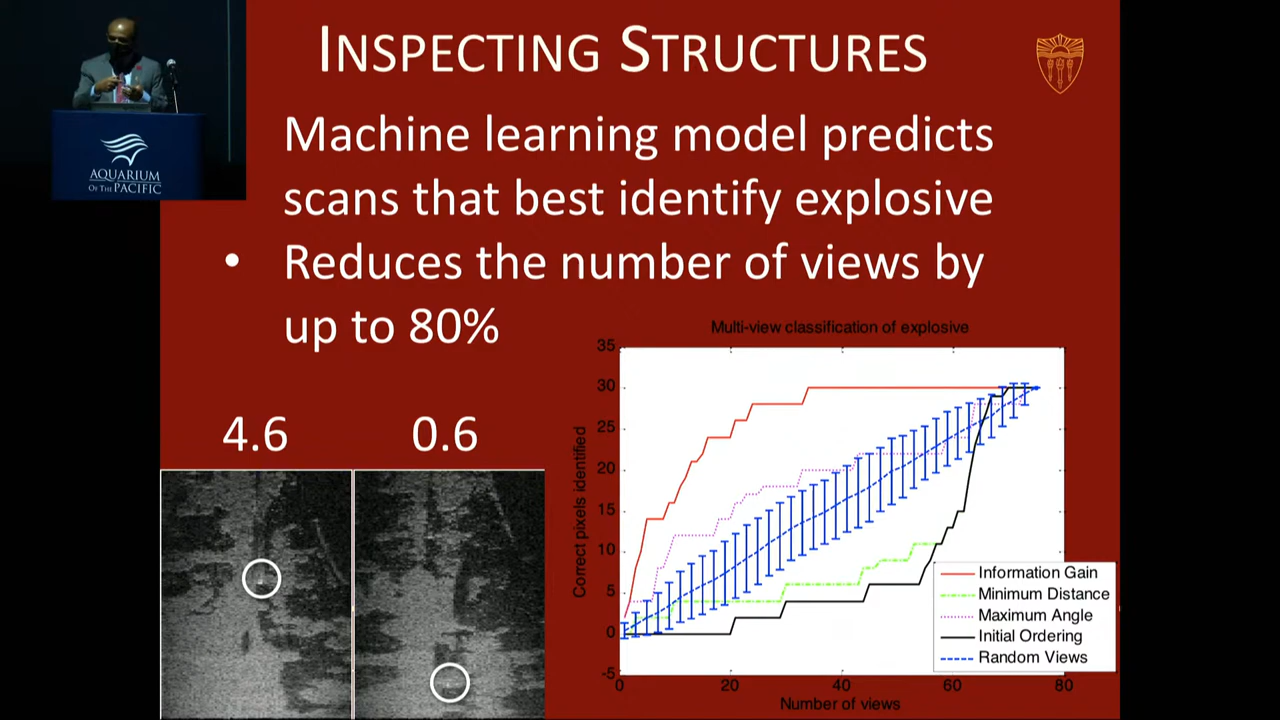 INSPECTING STRUCTURES
AQUARIUM
OF THE PACIFIC
Machine learning model predicts
scans that best identify explosive
• Reduces the number of views by
up to 80%
4.6 0.6
Multi-view classification of explosive
Correct pixels identified
35
30
25
20
15
10
5
0
-5
0 20 40 60 80
Number of views
Information Gain
Minimum Distance
Maximum Angle
Initial Ordering
Random Views